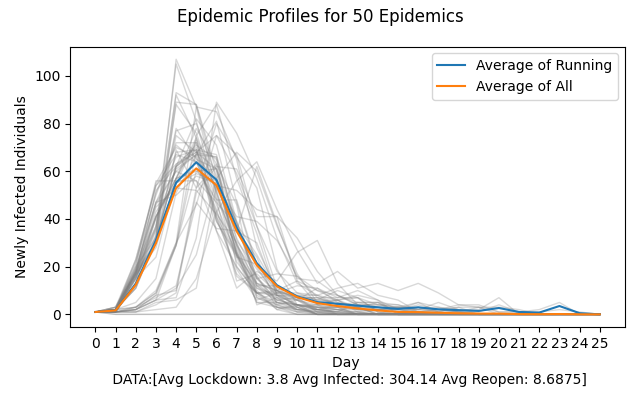 Epidemic Profiles for 50 Epidemics
Newly Infected Individuals
100
80
60
40
20
0
Average of Running
Average of All
0 1 2 3 4 5 6 7 8 9 10 11 12 13 14 15 16 17 18 19 20 21 22 23 24 25
Day
DATA:[Avg Lockdown: 3.8 Avg Infected: 304.14 Avg Reopen: 8.6875]